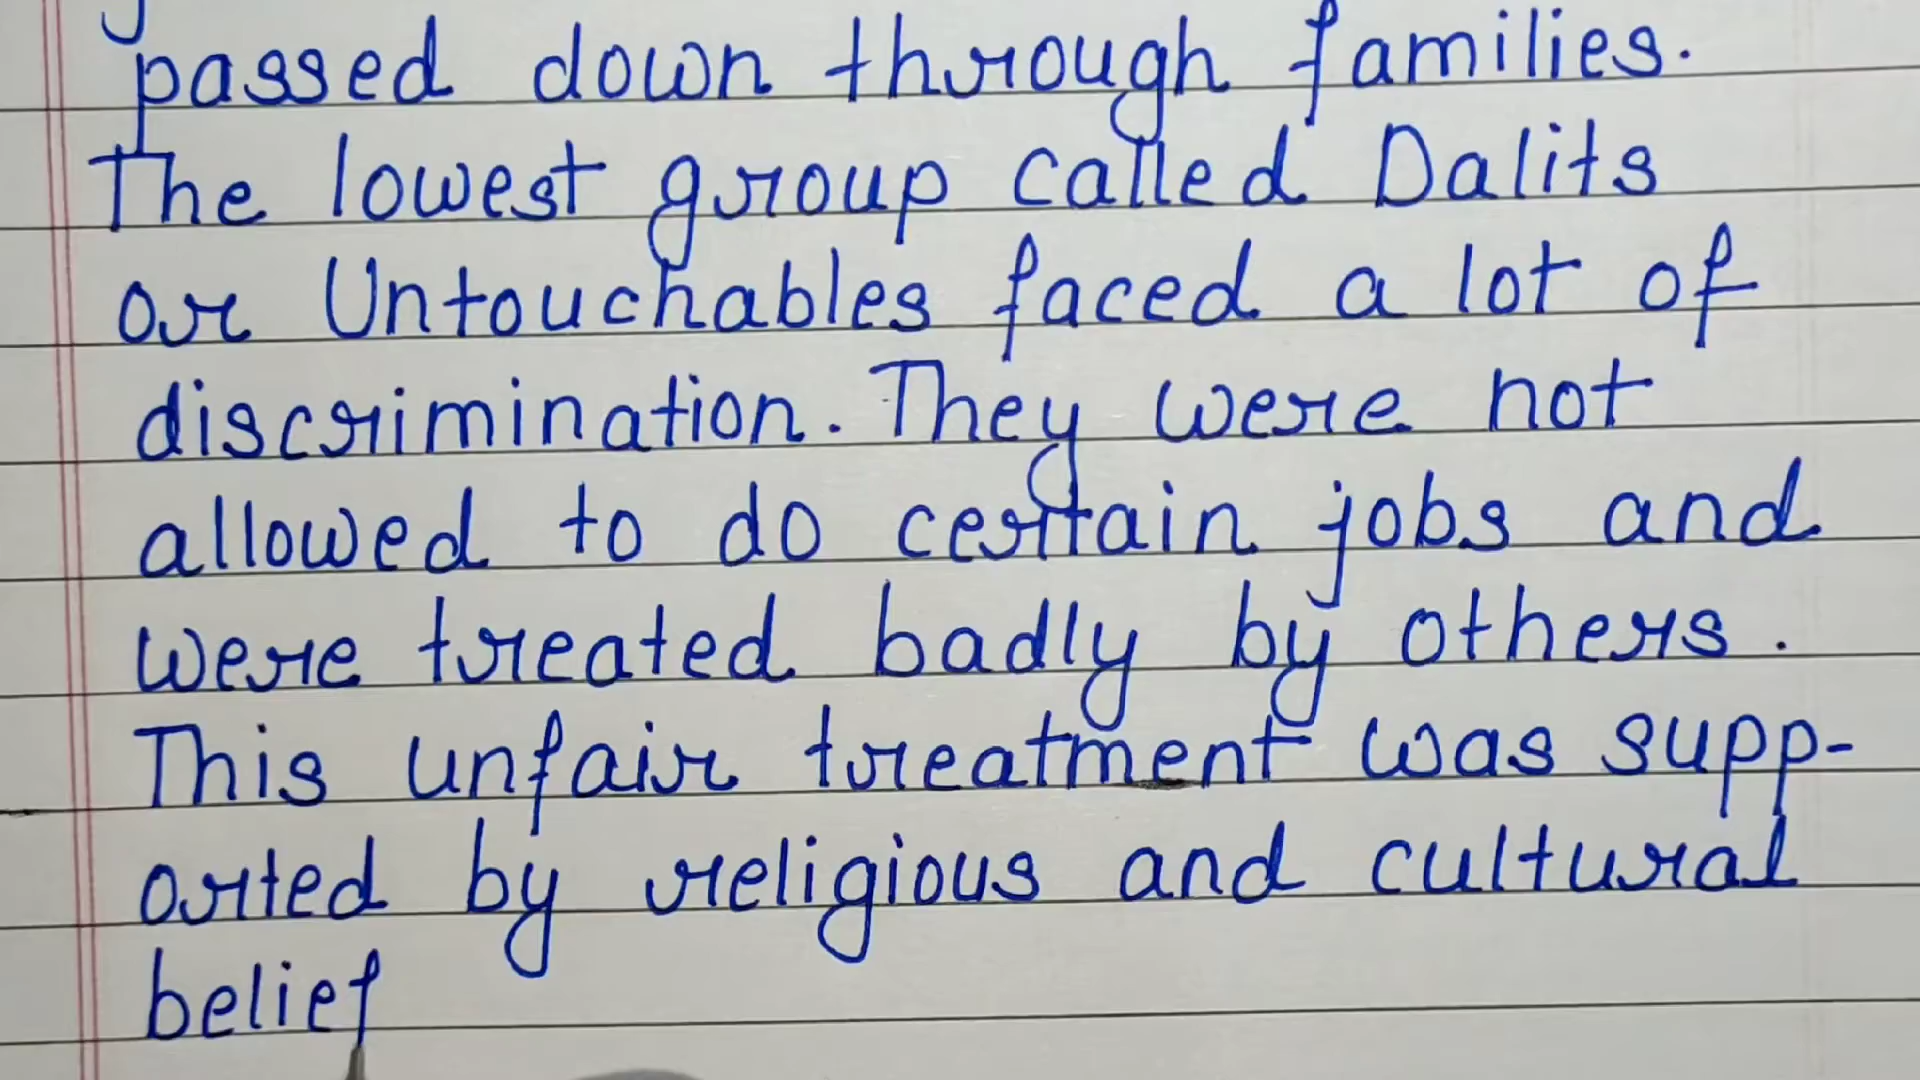 passed down through families.
The lowest group called Dalits
or Untouchables faced a lot of
discrimination. They were not
allowed to do certain jobs and
were treated badly by others.
This unfair treatment was supp-
orted by religious and cultural
belief